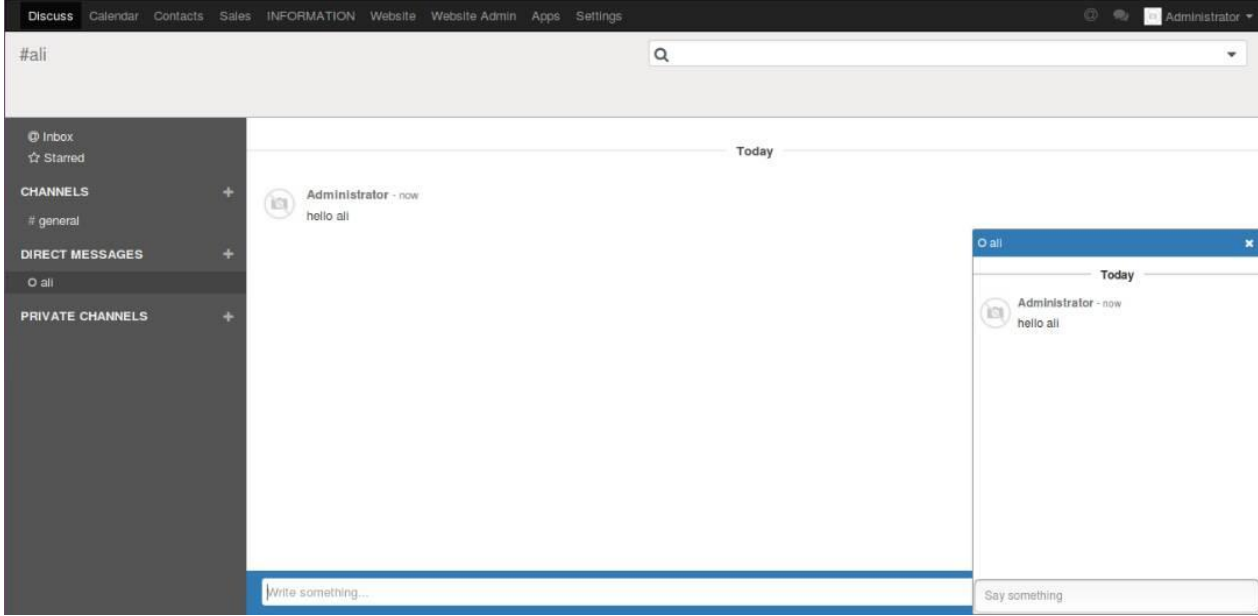 Discuss Calendar Contacts Sales INFORMATION Website Website Admin Apps Settings @ Administrator
#ali
@ Inbox
Starred
CHANNELS +
# general
DIRECT MESSAGES +
O ali
PRIVATE CHANNELS +
Today
Administrator - now
hello ali
Write something...
O ali ×
Today
Administrator - now
hello ali
Say something